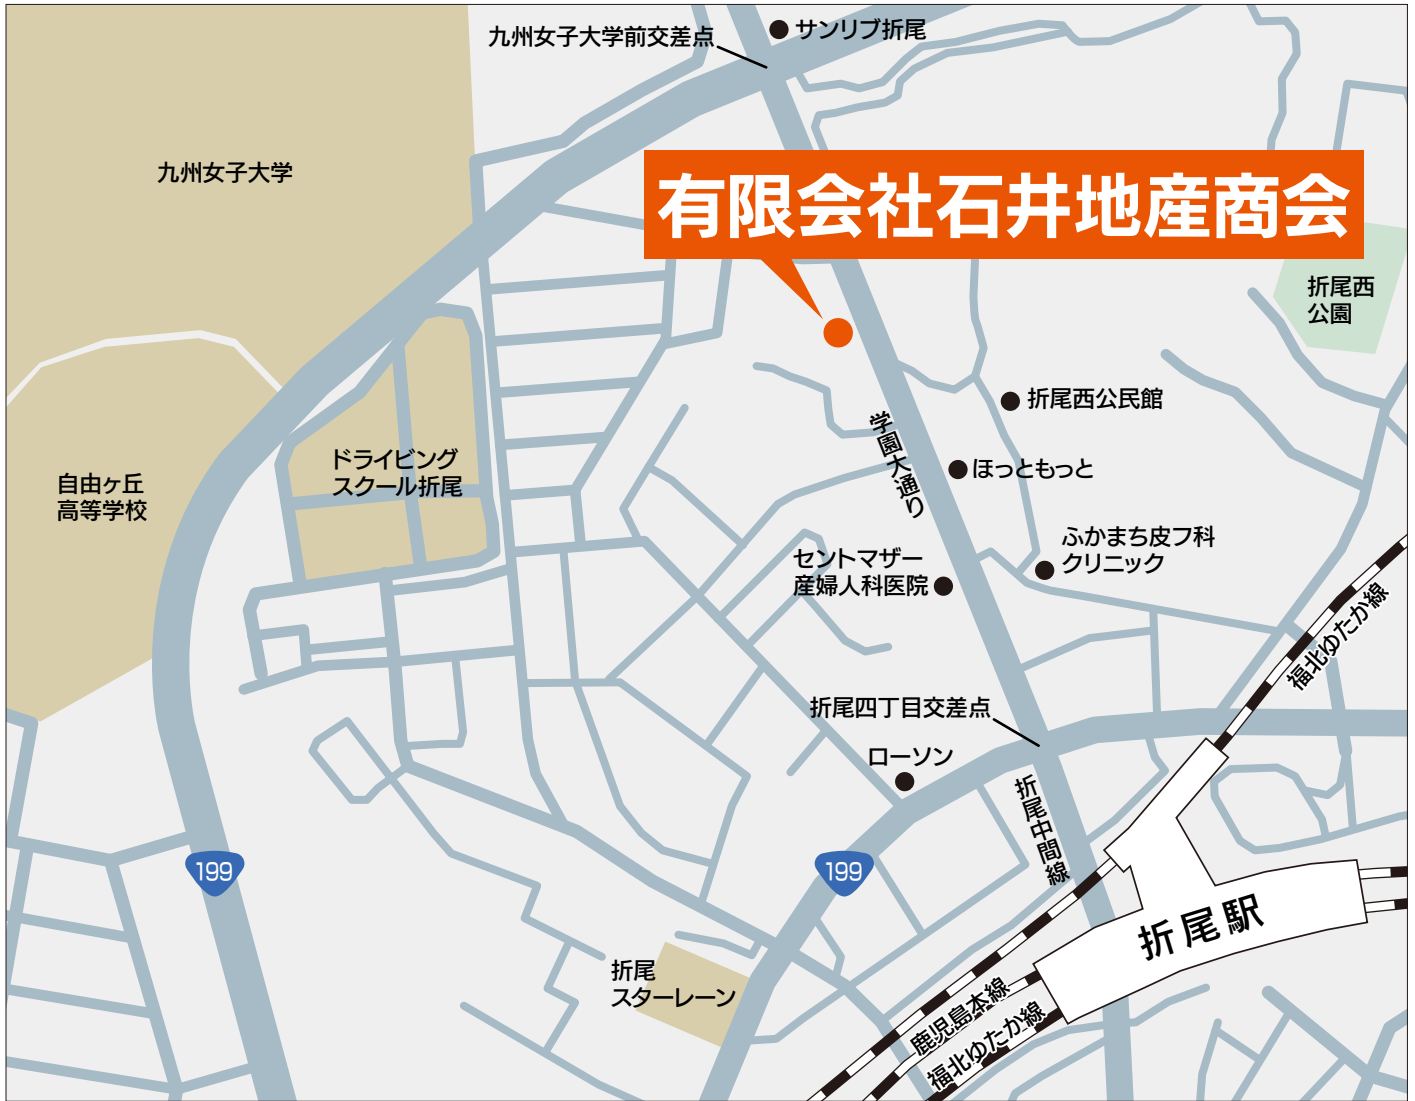 サンリブ折尾
九州女子大学前交差点
九州女子大学
有限会社石井地産商会
折尾西
公園
折尾西公民館
学園大通り
ドライビング
スクール折尾
ほっともっと
自由ヶ丘
高等学校
ふかまち皮フ科
クリニック
セントマザー
産婦人科医院
福北ゆたか線
折尾四丁目交差点
ローソン
折尾中間線
199
199
折尾駅
折尾
スターレーン
鹿児島本線
福北ゆたか線